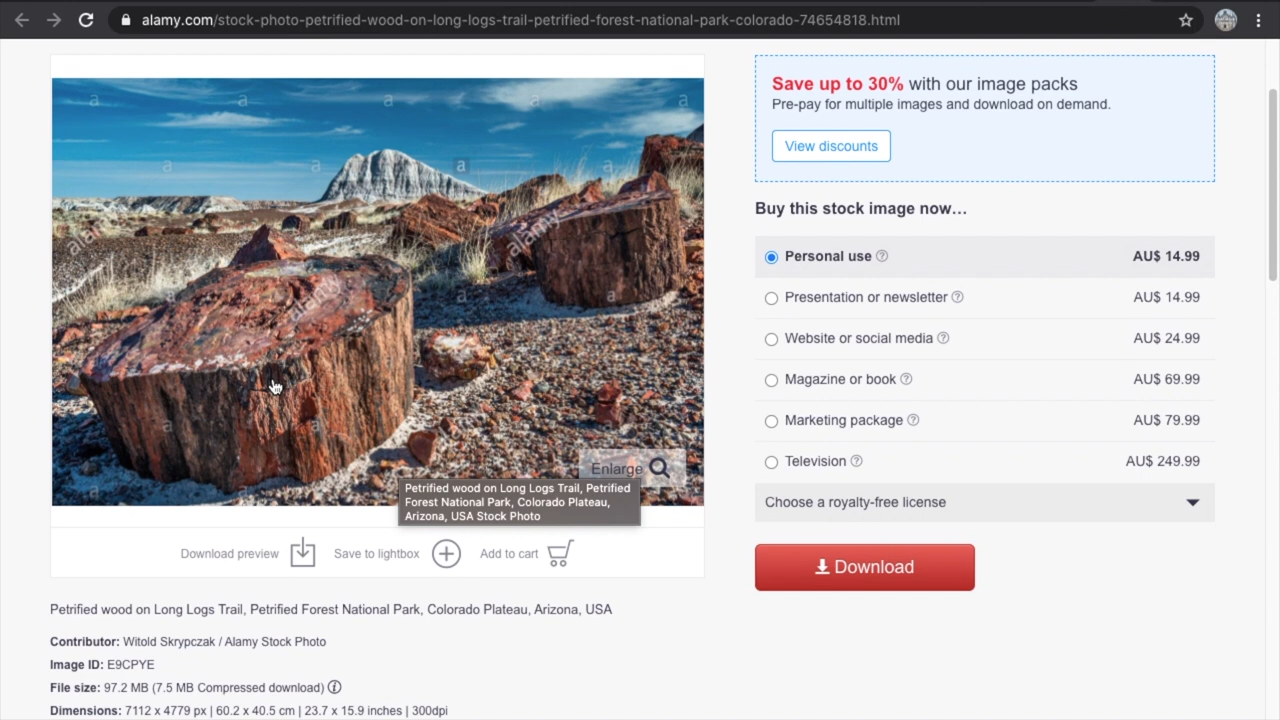 alamy.com/stock-photo-petrified-wood-on-long-logs-trail-petrified-forest-national-park-colorado-74654818.html
a a a a a
a a a a
alamy alamy
alamy
a a
a a
a
Enlarge
Petrified wood on Long Logs Trail, Petrified
Forest National Park, Colorado Plateau,
Arizona, USA Stock Photo
Download preview
Save to lightbox
Add to cart
Petrified wood on Long Logs Trail, Petrified Forest National Park, Colorado Plateau, Arizona, USA
Contributor: Witold Skrypczak / Alamy Stock Photo
Image ID: E9CPYE
File size: 97.2 MB (7.5 MB Compressed download)
Dimensions: 7112 x 4779 px | 60.2 x 40.5 cm | 23.7 x 15.9 inches | 300dpi
Save up to 30% with our image packs
Pre-pay for multiple images and download on demand.
View discounts
Buy this stock image now…
Personal use ? AU$ 14.99
Presentation or newsletter ? AU$ 14.99
Website or social media ? AU$ 24.99
Magazine or book ? AU$ 69.99
Marketing package ? AU$ 79.99
Television ? AU$ 249.99
Choose a royalty-free license
Download